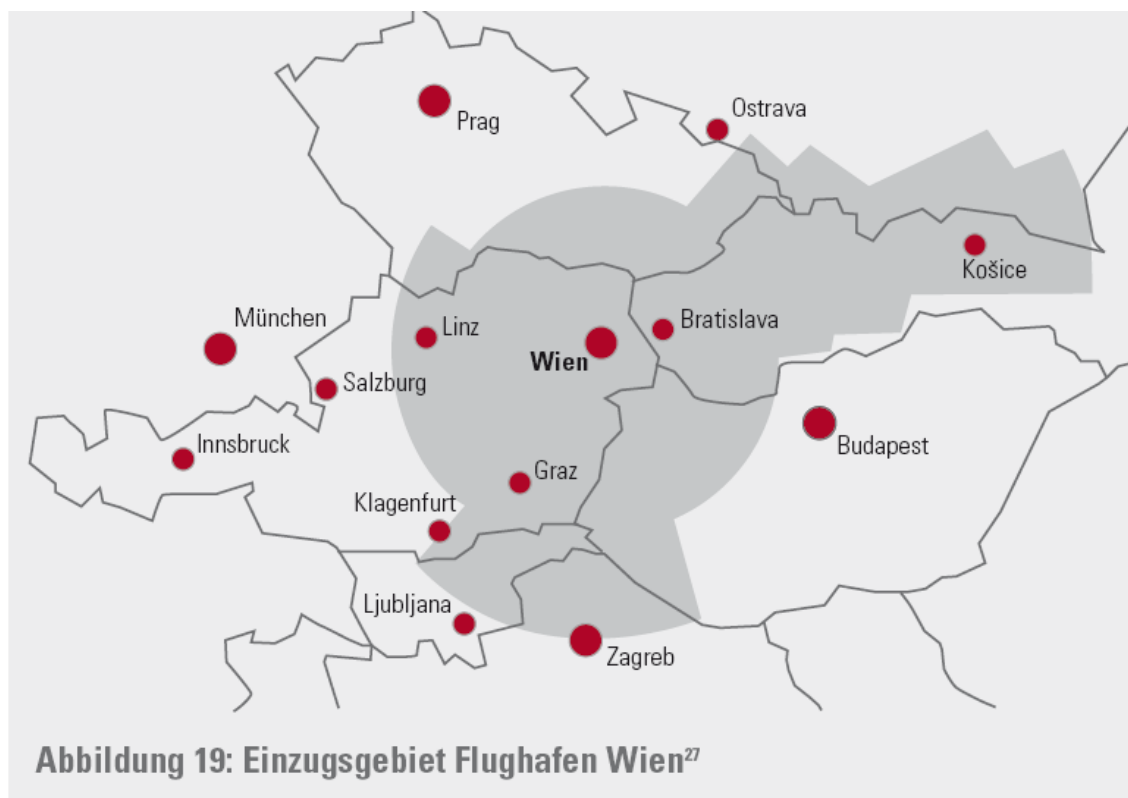 Prag
Ostrava
Košice
München
Linz
Bratislava
Wien
Salzburg
Innsbruck
Budapest
Graz
Klagenfurt
Ljubljana
Zagreb
Abbildung 19: Einzugsgebiet Flughafen Wien²⁷